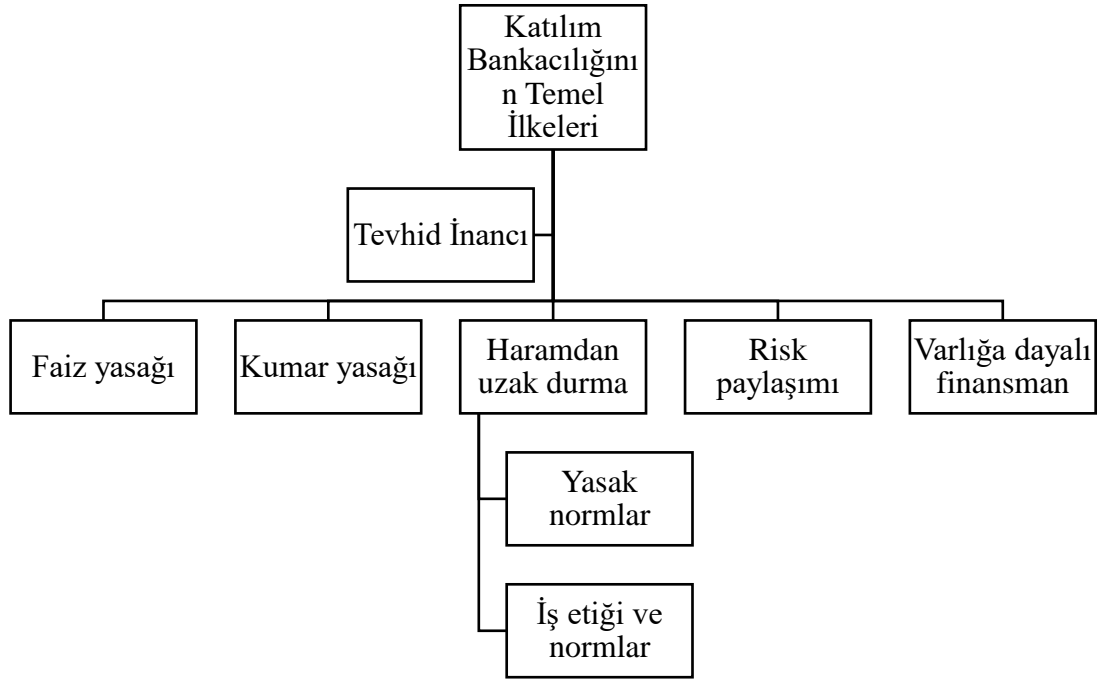 Katılım
Bankacılığını
n Temel
İlkeleri
Tevhid İnancı
Faiz yasağı
Kumar yasağı
Haramdan
uzak durma
Risk
paylaşımı
Varlığa dayalı
finansman
Yasak
normlar
İş etiği ve
normlar